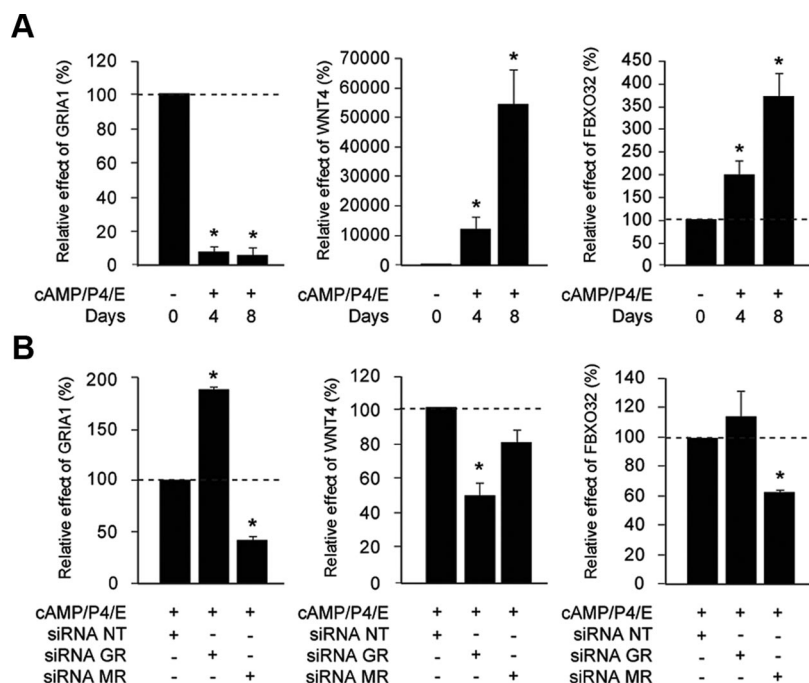 A
Relative effect of GRIA1 (%)
120
100
80
60
40
20
0
* *
cAMP/P4/E - + +
Days 0 4 8
Relative effect of WNT4 (%)
70000
60000
50000
40000
30000
20000
10000
0
* *
cAMP/P4/E - + +
Days 0 4 8
Relative effect of FBXO32 (%)
450
400
350
300
250
200
150
100
50
0
* *
cAMP/P4/E - + +
Days 0 4 8
B
Relative effect of GRIA1 (%)
200
150
100
50
0
* *
cAMP/P4/E + + +
siRNA NT + - -
siRNA GR - + -
siRNA MR - - +
Relative effect of WNT4 (%)
120
100
80
60
40
20
0
*
cAMP/P4/E + + +
siRNA NT + - -
siRNA GR - + -
siRNA MR - - +
Relative effect of FBXO32 (%)
140
120
100
80
60
40
20
0
*
cAMP/P4/E + + +
siRNA NT + - -
siRNA GR - + -
siRNA MR - - +